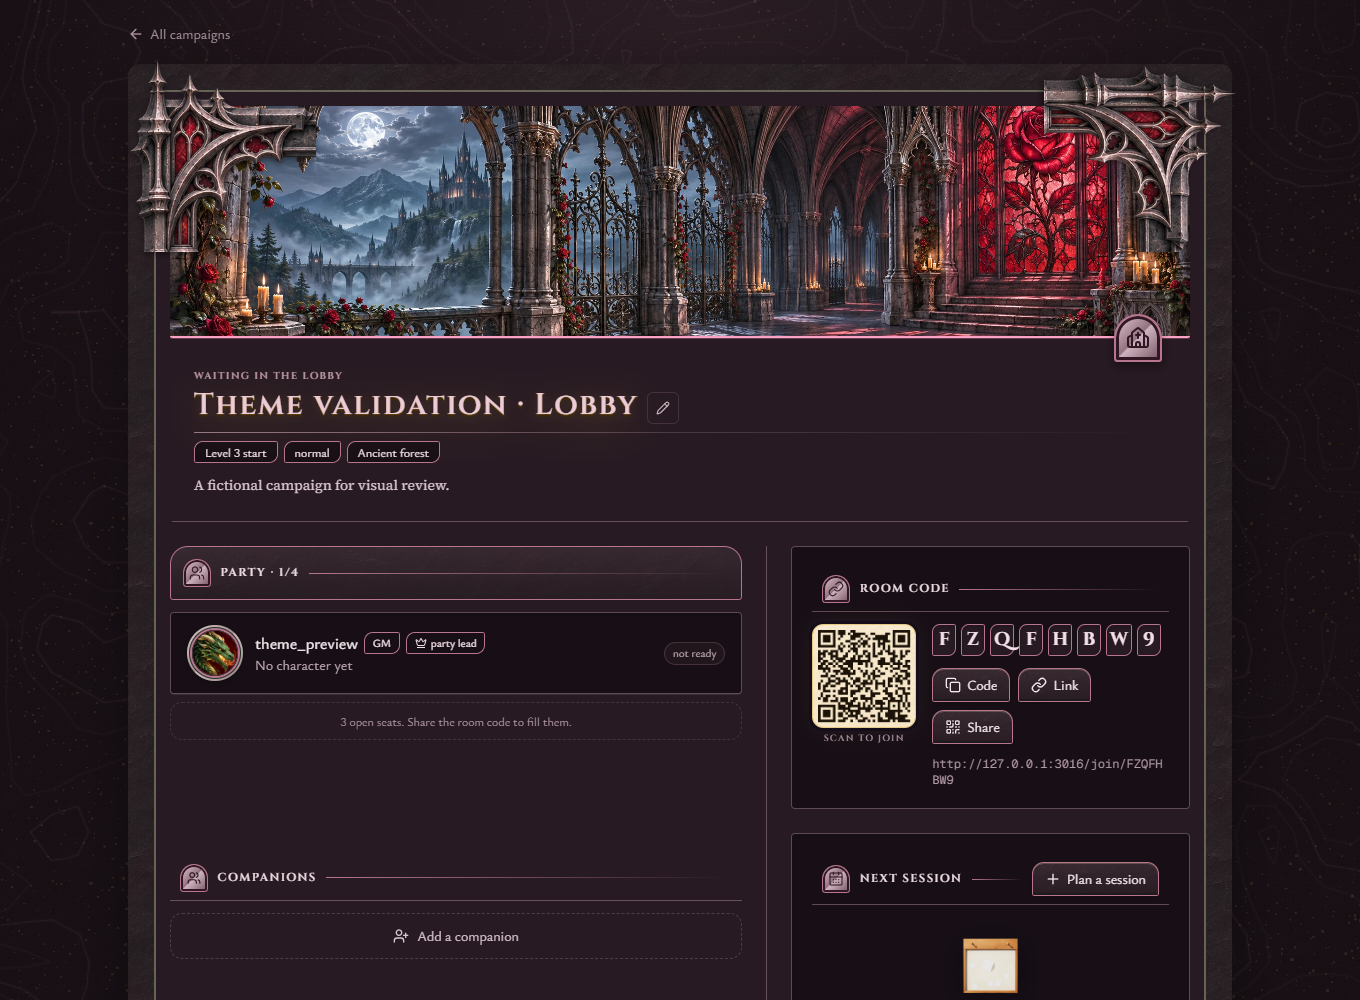 All campaigns
WAITING IN THE LOBBY
THEME VALIDATION · LOBBY
Level 3 start
normal
Ancient forest
A fictional campaign for visual review.
PARTY · 1/4
theme_preview GM party lead
No character yet
not ready
3 open seats. Share the room code to fill them.
COMPANIONS
Add a companion
ROOM CODE
F Z Q F H B W 9
SCAN TO JOIN
Code
Link
Share
http://127.0.0.1:3016/join/FZQFH
BW9
NEXT SESSION
Plan a session